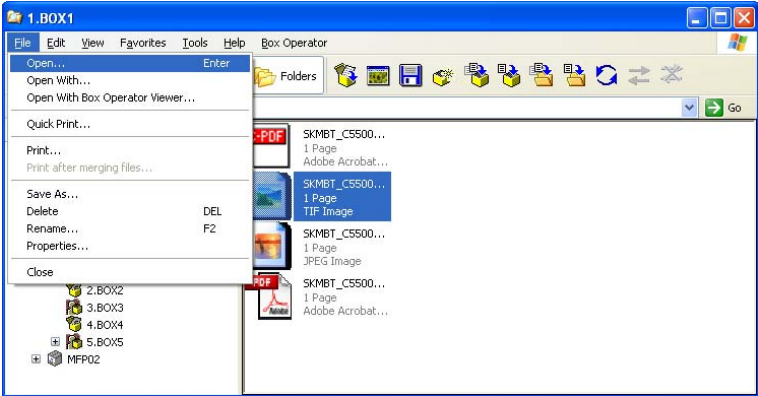 1.BOX1
File Edit View Favorites Tools Help Box Operator
Open... Enter
Open With...
Open With Box Operator Viewer...
Quick Print...
Print...
Print after merging files...
Save As...
Delete DEL
Rename... F2
Properties...
Close
2.BOX2
3.BOX3
4.BOX4
5.BOX5
MFP02
Folders
Go
-PDF
SKMBT_C5500...
1 Page
Adobe Acrobat...
SKMBT_C5500...
1 Page
TIF Image
SKMBT_C5500...
1 Page
JPEG Image
PDF
Adobe
SKMBT_C5500...
1 Page
Adobe Acrobat...